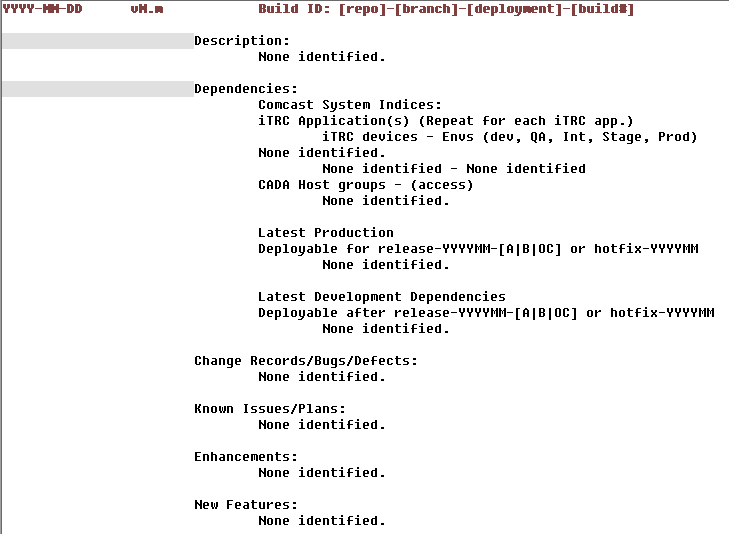 YYYY-MM-DD vM.m Build ID: [repo]-[branch]-[deployment]-[build#]
Description:
None identified.
Dependencies:
Comcast System Indices:
iTRC Application(s) (Repeat for each iTRC app.)
iTRC devices - Envs (dev, QA, Int, Stage, Prod)
None identified.
None identified - None identified
CADA Host groups - (access)
None identified.
Latest Production
Deployable for release-YYYYMM-[A|B|OC] or hotfix-YYYYMM
None identified.
Latest Development Dependencies
Deployable after release-YYYYMM-[A|B|OC] or hotfix-YYYYMM
None identified.
Change Records/Bugs/Defects:
None identified.
Known Issues/Plans:
None identified.
Enhancements:
None identified.
New Features:
None identified.